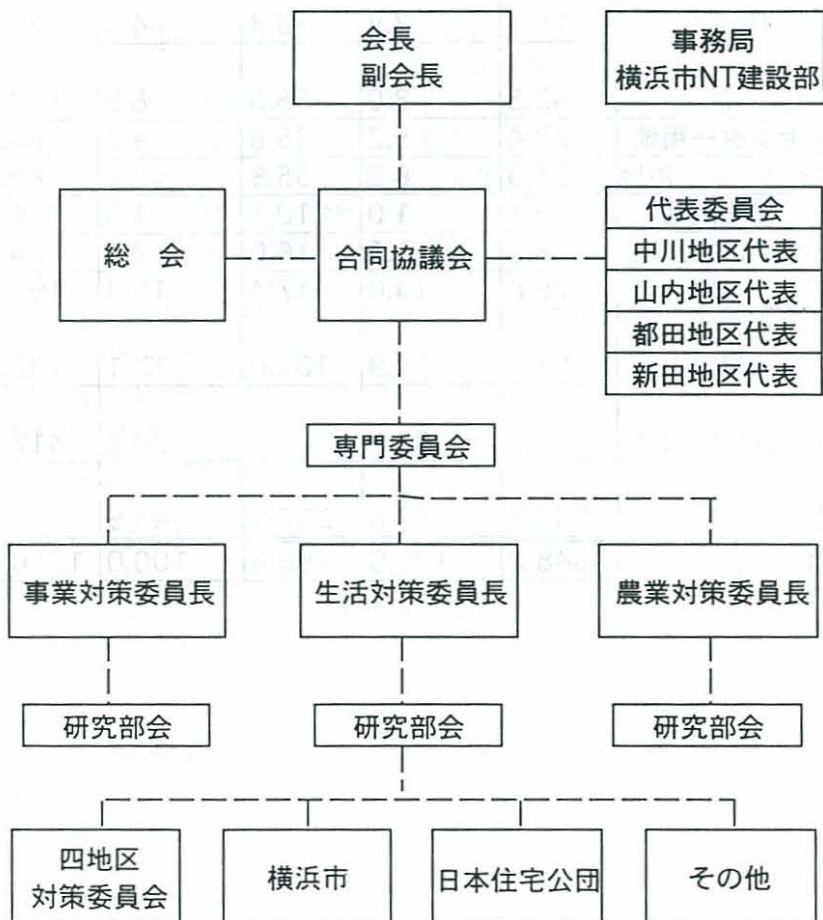 会長
副会長
事務局
横浜市NT建設部
総　会
合同協議会
代表委員会
中川地区代表
山内地区代表
都田地区代表
新田地区代表
専門委員会
事業対策委員長
生活対策委員長
農業対策委員長
研究部会
研究部会
研究部会
四地区
対策委員会
横浜市
日本住宅公団
その他